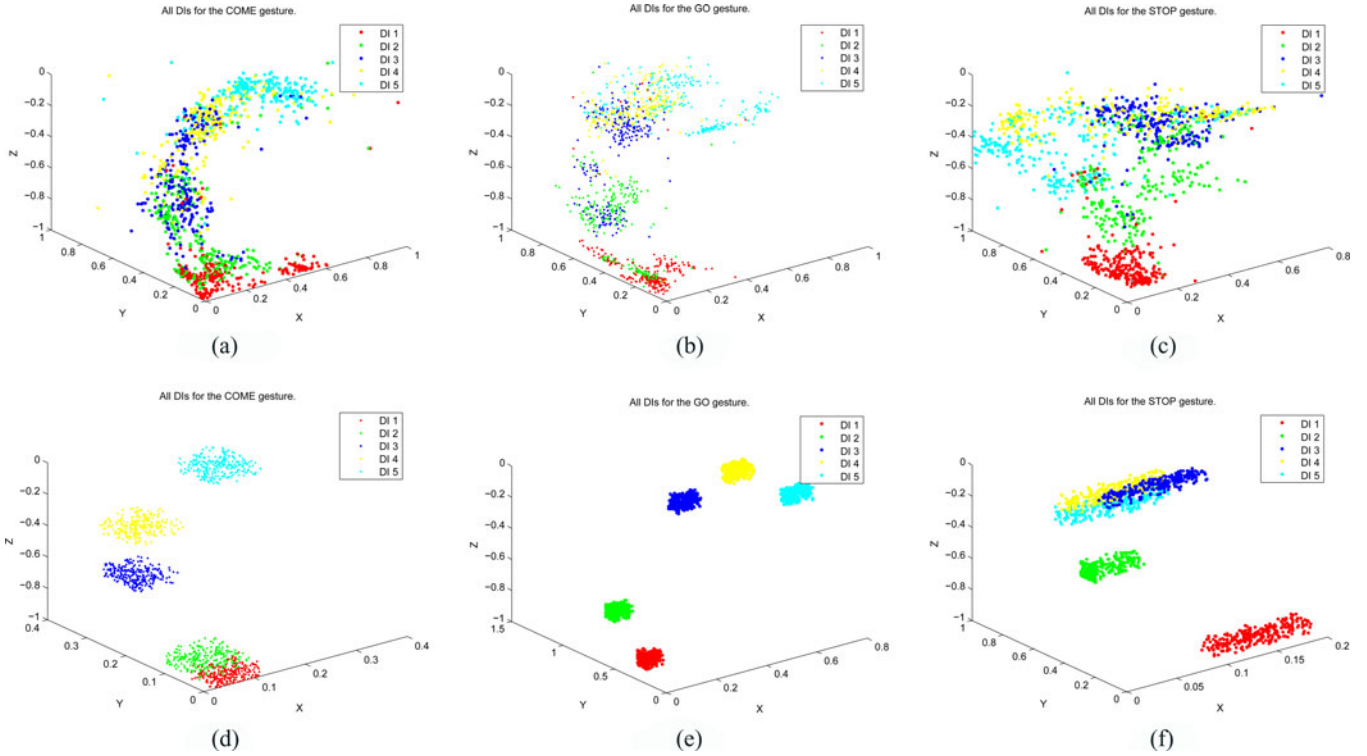 All DIs for the COME gesture.
DI 1
DI 2
DI 3
DI 4
DI 5
0
−0.2
−0.4
−0.6
−0.8
−1
Z
1
0.8
0.6
0.4
0.2
0
Y
0
0.2
0.4
0.6
0.8
1
X
(a)
All DIs for the GO gesture.
DI 1
DI 2
DI 3
DI 4
DI 5
0
−0.2
−0.4
−0.6
−0.8
−1
Z
1
0.8
0.6
0.4
0.2
0
Y
0
0.2
0.4
0.6
0.8
1
X
(b)
All DIs for the STOP gesture.
DI 1
DI 2
DI 3
DI 4
DI 5
0
−0.2
−0.4
−0.6
−0.8
−1
Z
1
0.8
0.6
0.4
0.2
0
Y
0
0.2
0.4
0.6
0.8
X
(c)
All DIs for the COME gesture.
DI 1
DI 2
DI 3
DI 4
DI 5
0
−0.2
−0.4
−0.6
−0.8
−1
Z
0.4
0.3
0.2
0.1
0
Y
0
0.1
0.2
0.3
0.4
X
(d)
All DIs for the GO gesture.
DI 1
DI 2
DI 3
DI 4
DI 5
0
−0.2
−0.4
−0.6
−0.8
−1
Z
1.5
1
0.5
0
Y
0
0.2
0.4
0.6
0.8
X
(e)
All DIs for the STOP gesture.
DI 1
DI 2
DI 3
DI 4
DI 5
0
−0.2
−0.4
−0.6
−0.8
−1
Z
1
0.8
0.6
0.4
0.2
0
Y
0
0.05
0.1
0.15
0.2
X
(f)